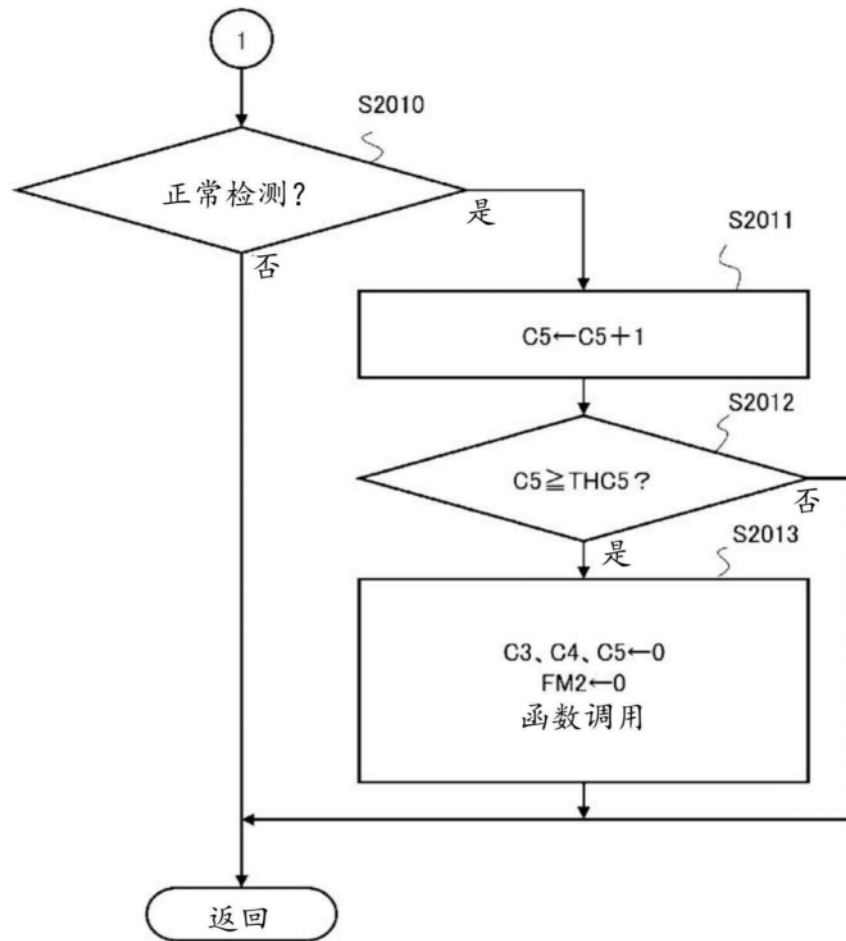 1
S2010
正常检测?
是
否
S2011
C5←C5+1
S2012
C5≧THC5?
否
是
S2013
C3、C4、C5←0
FM2←0
函数调用
返回